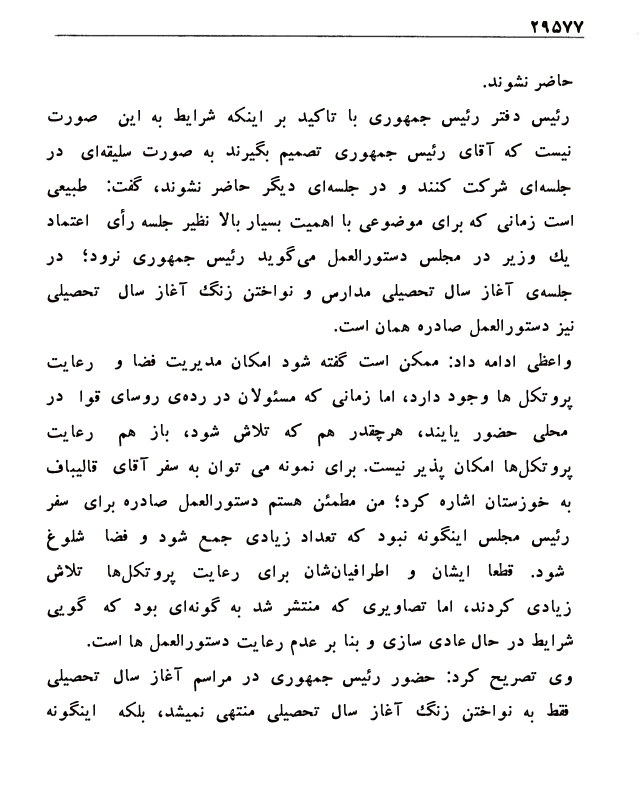 ۲۹۵۷۷
حاضر نشوند.
رئیس دفتر رئیس جمهوری با تاکید بر اینکه شرایط به این صورت
نیست که آقای رئیس جمهوری تصمیم بگیرند به صورت سلیقه‌ای در
جلسه‌ای شرکت کنند و در جلسه‌ای دیگر حاضر نشوند، گفت: طبیعی
است زمانی که برای موضوعی با اهمیت بسیار بالا نظیر جلسه رأی اعتماد
یك وزیر در مجلس دستورالعمل می‌گوید رئیس جمهوری نرود؛ در
جلسه‌ی آغاز سال تحصیلی مدارس و نواختن زنگ آغاز سال تحصیلی
نیز دستورالعمل صادره همان است.
واعظی ادامه داد: ممکن است گفته شود امکان مدیریت فضا و رعایت
پروتکل ها وجود دارد، اما زمانی که مسئولان در رده‌ی روسای قوا در
محلی حضور یابند، هرچقدر هم که تلاش شود، باز هم رعایت
پروتکل‌ها امکان پذیر نیست. برای نمونه می توان به سفر آقای قالیباف
به خوزستان اشاره کرد؛ من مطمئن هستم دستورالعمل صادره برای سفر
رئیس مجلس اینگونه نبود که تعداد زیادی جمع شود و فضا شلوغ
شود. قطعا ایشان و اطرافیان‌شان برای رعایت پروتکل‌ها تلاش
زیادی کردند، اما تصاویری که منتشر شد به گونه‌ای بود که گویی
شرایط در حال عادی سازی و بنا بر عدم رعایت دستورالعمل ها است.
وی تصریح کرد: حضور رئیس جمهوری در مراسم آغاز سال تحصیلی
فقط به نواختن زنگ آغاز سال تحصیلی منتهی نمیشد، بلکه اینگونه